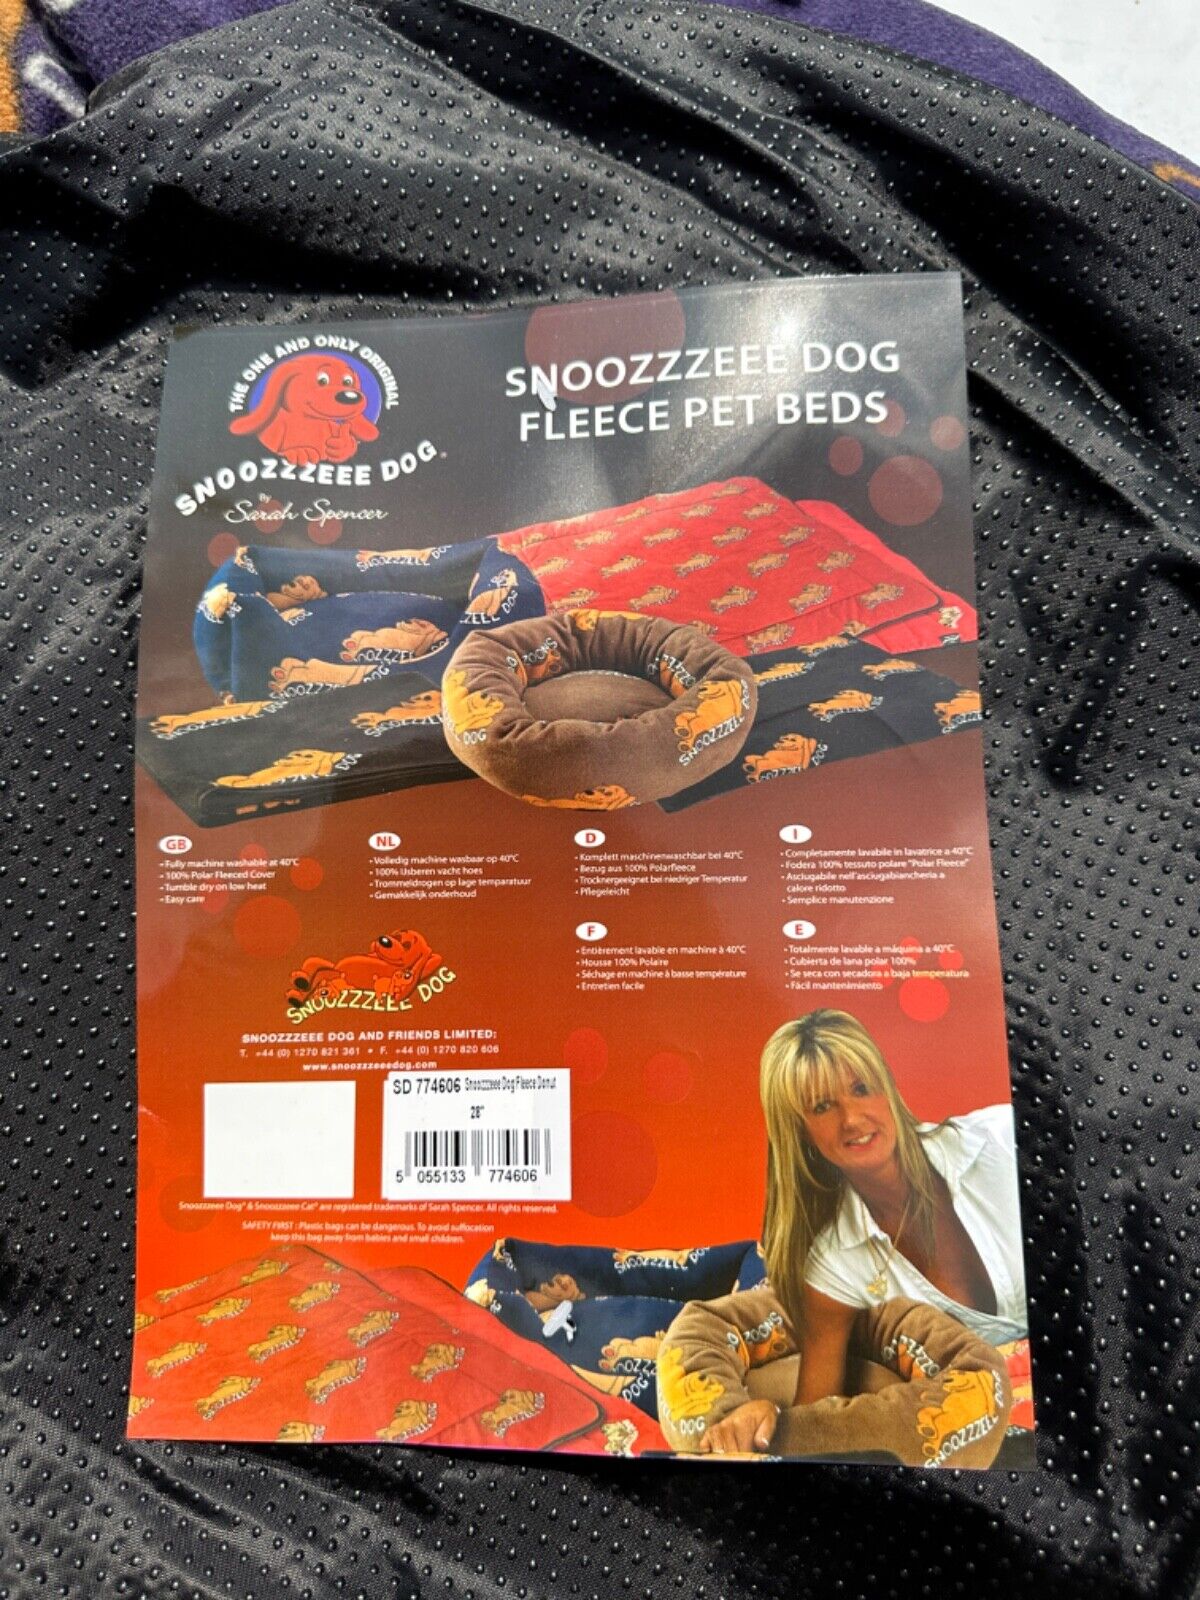 THE ONE AND ONLY ORIGINAL
SNOOZZZEEE DOG
By
Sarah Spencer
SNOOZZZEEE DOG
FLEECE PET BEDS
GB
• Fully machine washable at 40°C
• 100% Polar Fleeced Cover
• Tumble dry on low heat
• Easy care
NL
• Volledig machine wasbaar op 40°C
• 100% IJsberen vacht hoes
• Trommeldrogen op lage temparatuur
• Gemakkelijk onderhoud
D
• Komplett maschinenwaschbar bei 40°C
• Bezug aus 100% Polarfleece
• Trocknergeeignet bei niedriger Temperatur
• Pflegeleicht
I
• Completamente lavabile in lavatrice a 40°C
• Fodera 100% tessuto polare "Polar Fleece"
• Asciugabile nell'asciugabiancheria a
calore ridotto
• Semplice manutenzione
F
• Entièrement lavable en machine à 40°C
• Housse 100% Polaire
• Séchage en machine à basse température
• Entretien facile
E
• Totalmente lavable a máquina a 40°C
• Cubierta de lana polar 100%
• Se seca con secadora a baja temperatura
• Fácil mantenimiento
SNOOZZZEEE DOG
SNOOZZZEEE DOG AND FRIENDS LIMITED:
T. +44 (0) 1270 821 361 • F. +44 (0) 1270 820 606
www.snoozzzeeedog.com
SD 774606 Snoozzzeee Dog Fleece Donut
28"
5 055133 774606
Snoozzzeee Dog® & Snoozzzeee Cat® are registered trademarks of Sarah Spencer. All rights reserved.
SAFETY FIRST : Plastic bags can be dangerous. To avoid suffocation
keep this bag away from babies and small children.